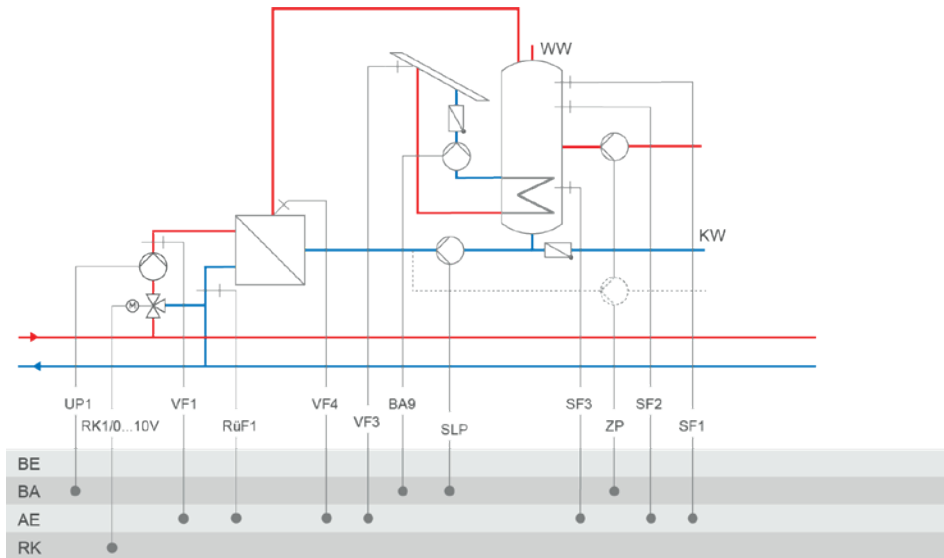 WW
KW
M
UP1 VF1 VF4 BA9 SF3 SF2
RK1/0...10V RüF1 VF3 SLP ZP SF1
BE
BA
AE
RK